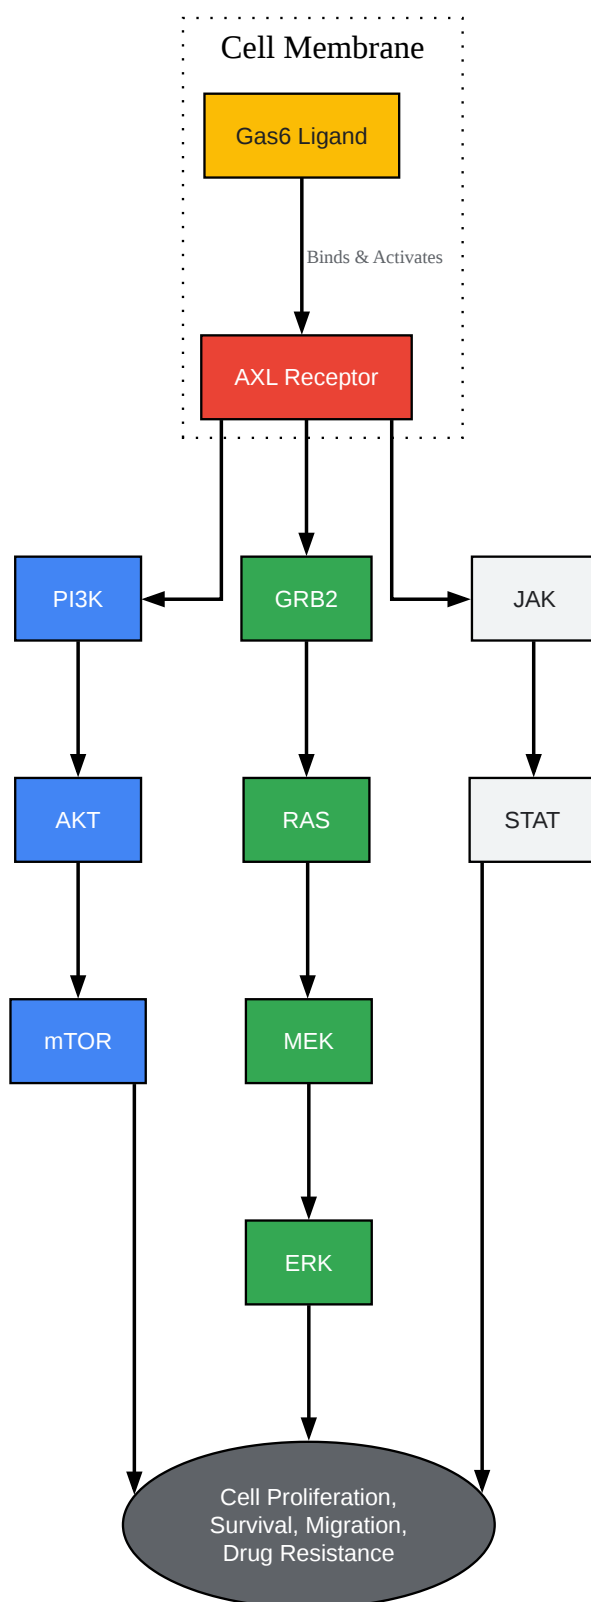 Cell Membrane
Gas6 Ligand
Binds & Activates
AXL Receptor
PI3K
GRB2
JAK
AKT
RAS
STAT
mTOR
MEK
ERK
Cell Proliferation,
Survival, Migration,
Drug Resistance